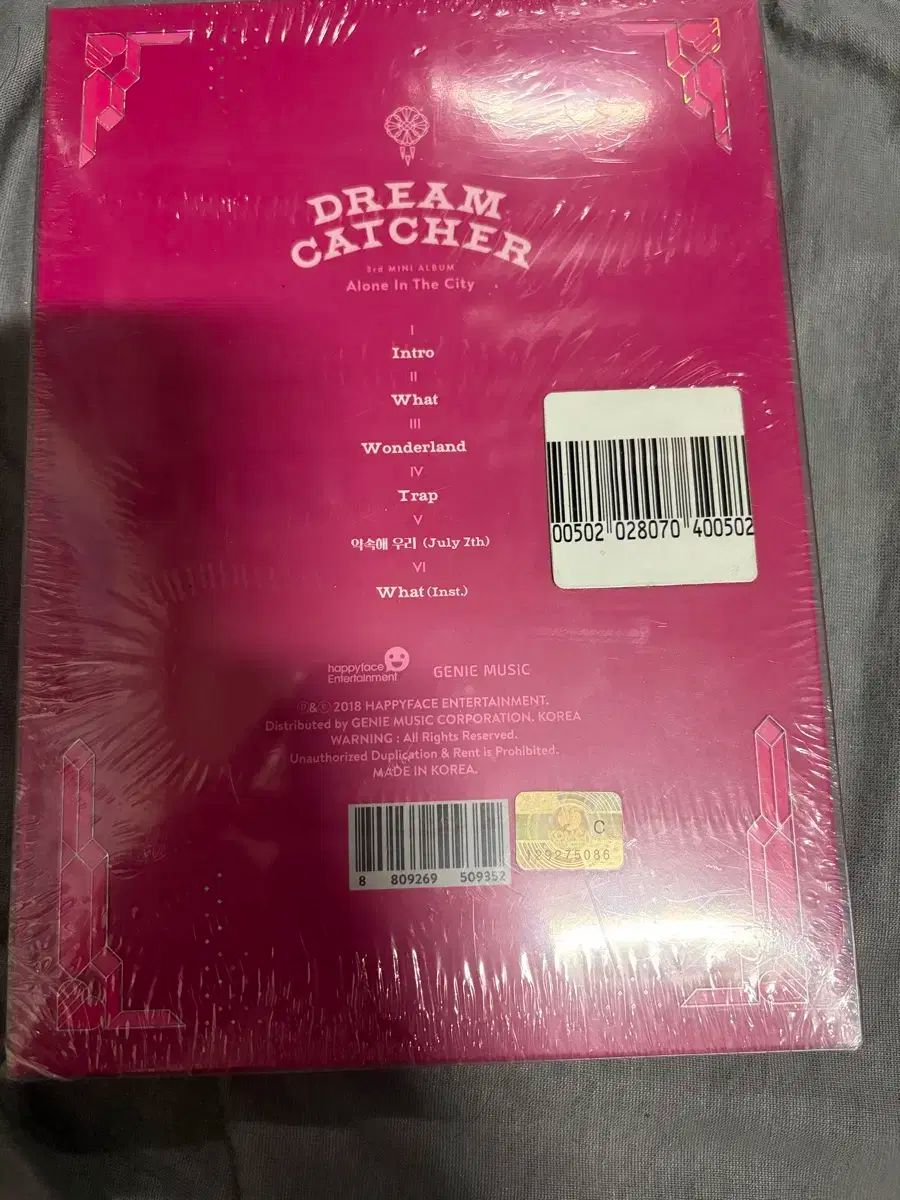 DREAM
CATCHER
3rd MINI ALBUM
Alone In The City
I
Intro
II
What
III
Wonderland
IV
Trap
V
약속해 우리 (July 7th)
VI
What (Inst.)
00502 028070 400502
happyface
Entertainment
GENIE MUSiC
Ⓟ&Ⓒ 2018 HAPPYFACE ENTERTAINMENT.
Distributed by GENIE MUSIC CORPORATION. KOREA
WARNING : All Rights Reserved.
Unauthorized Duplication & Rent is Prohibited.
MADE IN KOREA.
8 809269 509352
C
129275086